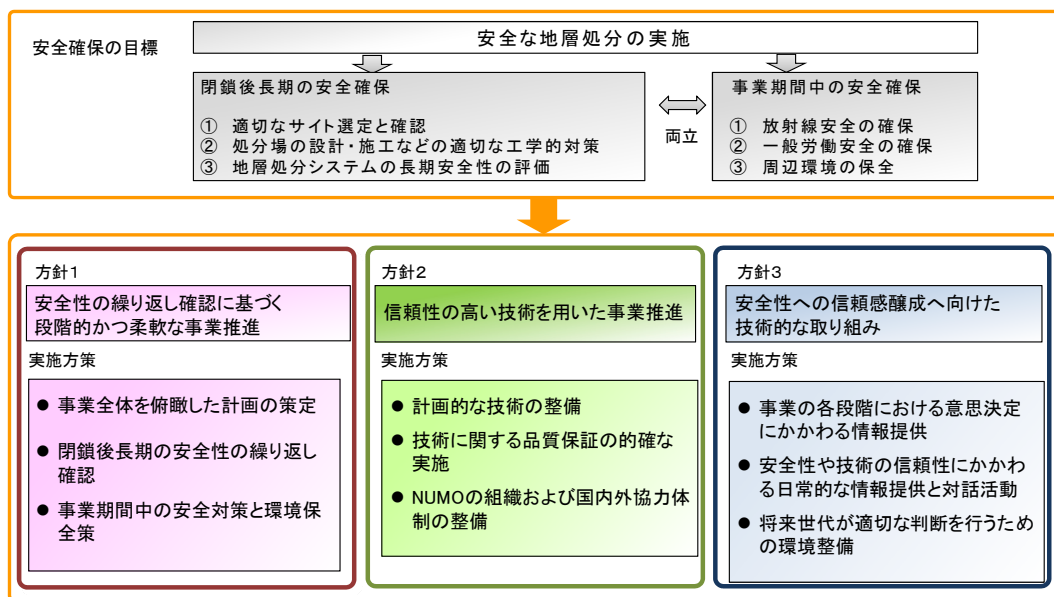 安全確保の目標
安全な地層処分の実施
閉鎖後長期の安全確保
① 適切なサイト選定と確認
② 処分場の設計・施工などの適切な工学的対策
③ 地層処分システムの長期安全性の評価
両立
事業期間中の安全確保
① 放射線安全の確保
② 一般労働安全の確保
③ 周辺環境の保全
方針1
安全性の繰り返し確認に基づく
段階的かつ柔軟な事業推進
実施方策
● 事業全体を俯瞰した計画の策定
● 閉鎖後長期の安全性の繰り返し
確認
● 事業期間中の安全対策と環境保
全策
方針2
信頼性の高い技術を用いた事業推進
実施方策
● 計画的な技術の整備
● 技術に関する品質保証の的確な
実施
● NUMOの組織および国内外協力体
制の整備
方針3
安全性への信頼感醸成へ向けた
技術的な取り組み
実施方策
● 事業の各段階における意思決定
にかかわる情報提供
● 安全性や技術の信頼性にかかわ
る日常的な情報提供と対話活動
● 将来世代が適切な判断を行うため
の環境整備